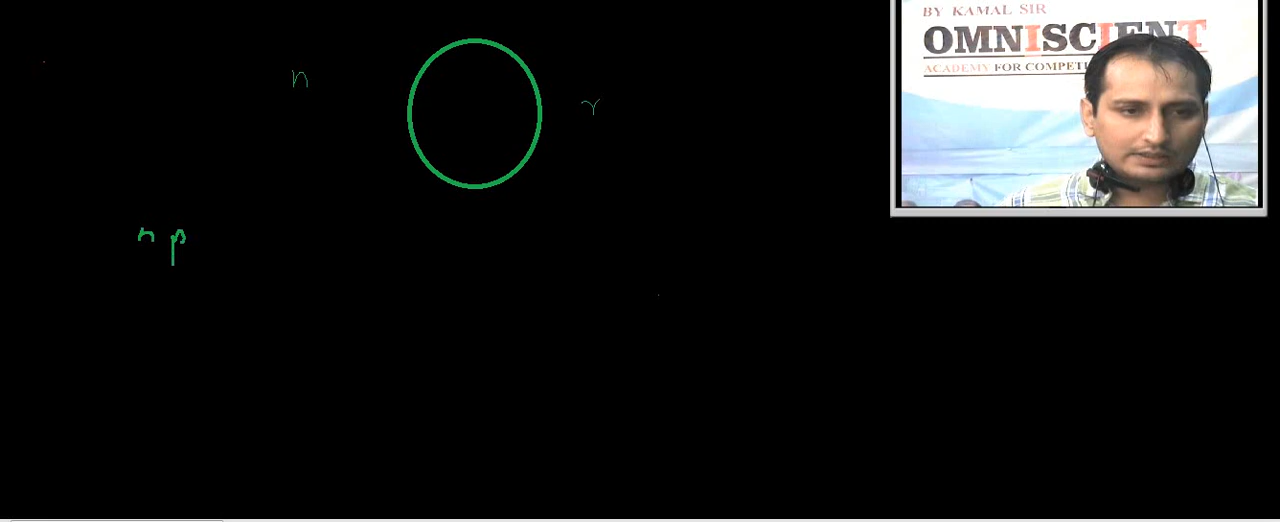 BY KAMAL SIR
OMNISCIENT
ACADEMY FOR COMPETI
n
r
n p